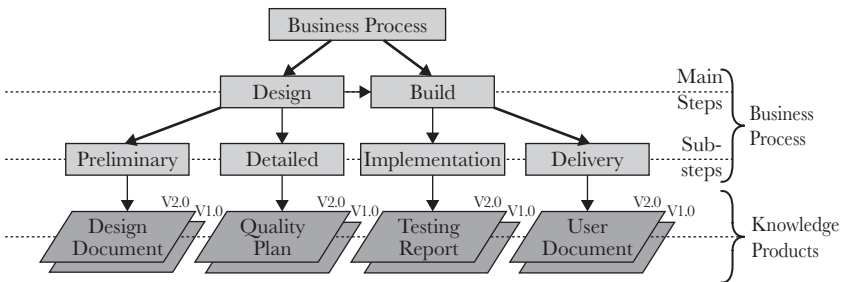 Business Process
Main
Steps
Design
Build
Business
Process
Sub-
steps
Preliminary
Detailed
Implementation
Delivery
V2.0
V1.0
V2.0
V1.0
V2.0
V1.0
V2.0
V1.0
Design
Document
Quality
Plan
Testing
Report
User
Document
Knowledge
Products